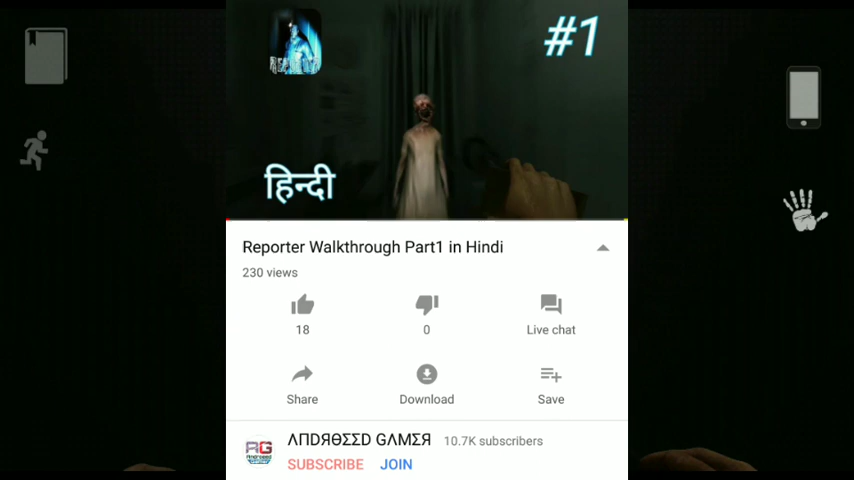 #1
हिन्दी
Reporter Walkthrough Part1 in Hindi
230 views
18
0
Live chat
Share
Download
Save
ΛПDЯΘΣΣD GΛMΣЯ 10.7K subscribers
SUBSCRIBE JOIN